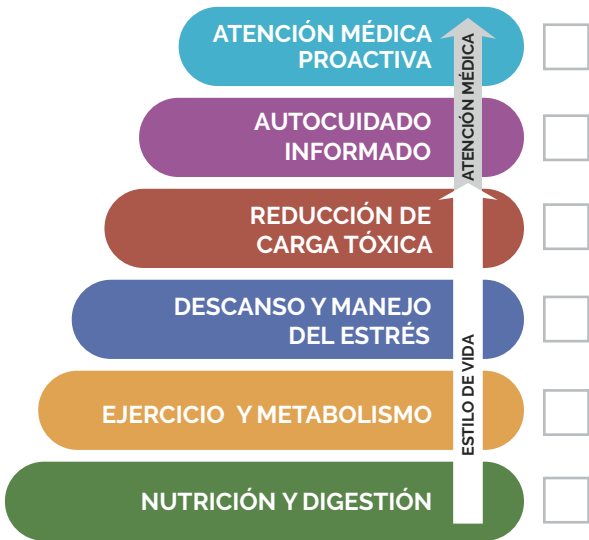 ATENCIÓN MÉDICA
PROACTIVA
AUTOCUIDADO
INFORMADO
REDUCCIÓN DE
CARGA TÓXICA
DESCANSO Y MANEJO
DEL ESTRÉS
EJERCICIO Y METABOLISMO
NUTRICIÓN Y DIGESTIÓN
ATENCIÓN MÉDICA
ESTILO DE VIDA